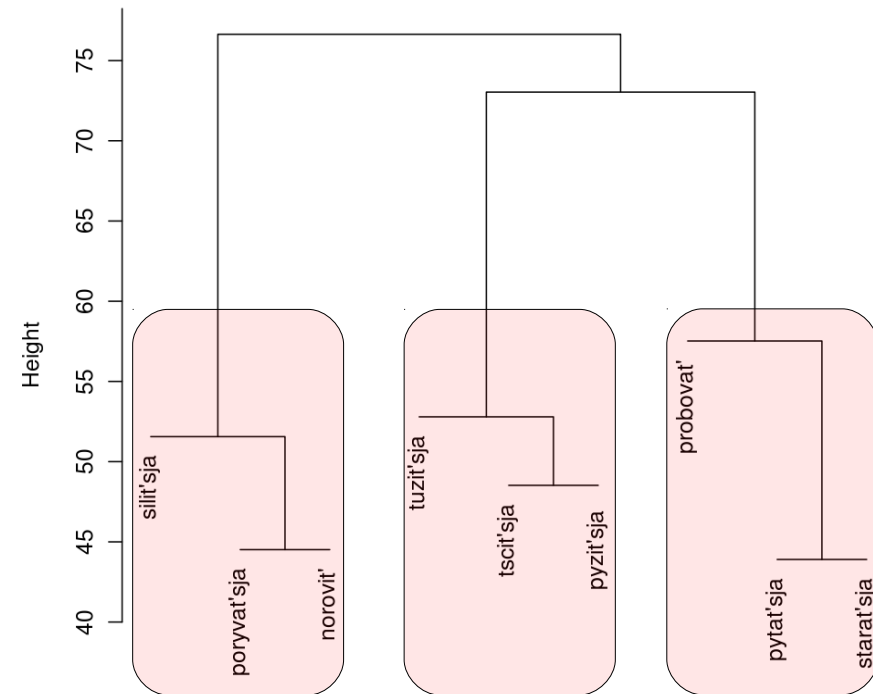 Height
75
70
65
60
55
50
45
40
silit'sja
poryvat'sja
norovit'
tuzit'sja
tscit'sja
pyzit'sja
probovat'
pytat'sja
starat'sja